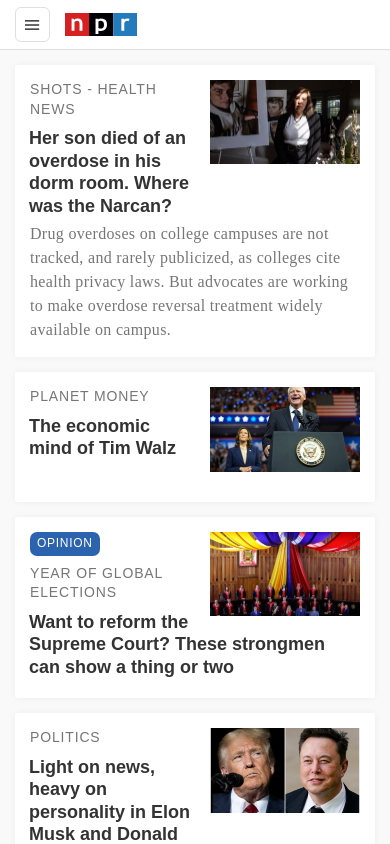 npr
SHOTS - HEALTH
NEWS
Her son died of an
overdose in his
dorm room. Where
was the Narcan?
Drug overdoses on college campuses are not
tracked, and rarely publicized, as colleges cite
health privacy laws. But advocates are working
to make overdose reversal treatment widely
available on campus.
PLANET MONEY
The economic
mind of Tim Walz
OPINION
YEAR OF GLOBAL
ELECTIONS
Want to reform the
Supreme Court? These strongmen
can show a thing or two
POLITICS
Light on news,
heavy on
personality in Elon
Musk and Donald